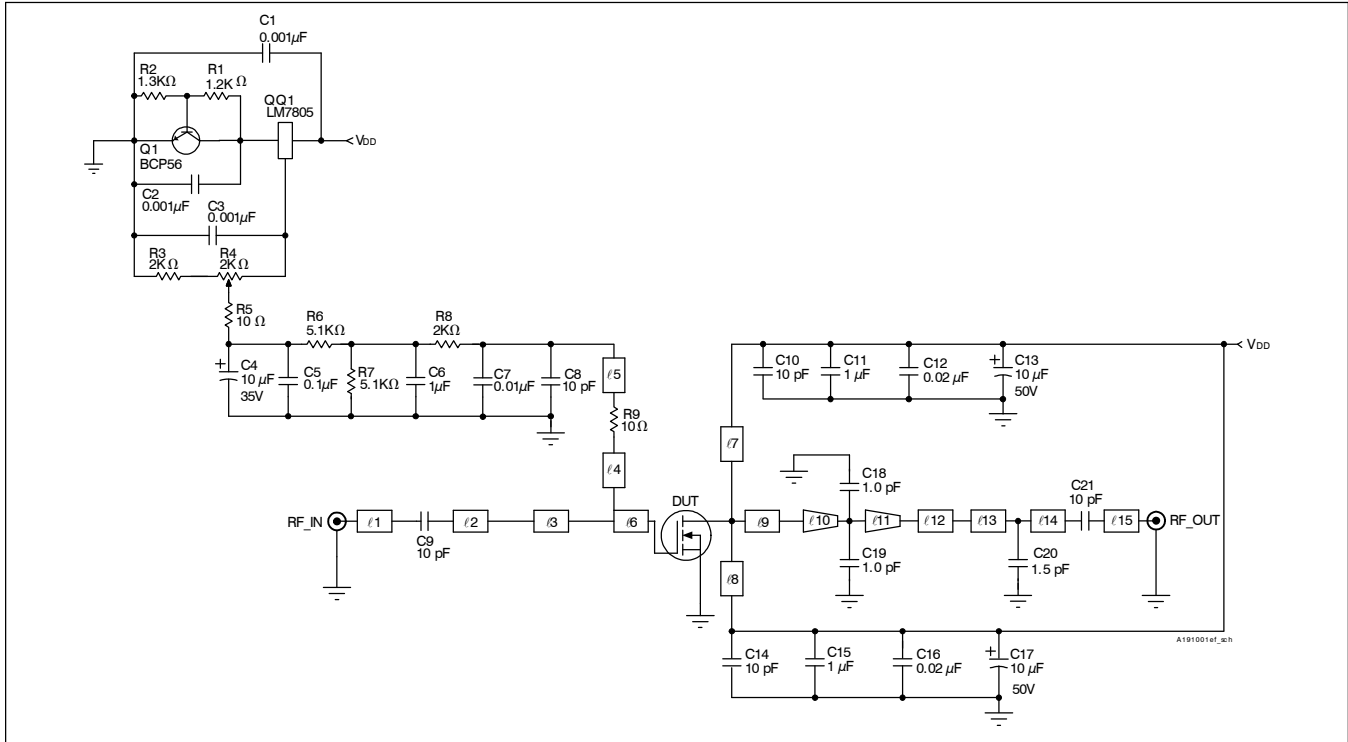 C1
0.001µF
R2
1.3KΩ
R1
1.2K Ω
QQ1
LM7805
VDD
Q1
BCP56
C2
0.001µF
C3
0.001µF
R3
2KΩ
R4
2KΩ
R5
10 Ω
R6
5.1KΩ
R8
2KΩ
+
C4
10 µF
35V
C5
0.1µF
R7
5.1KΩ
C6
1µF
C7
0.01µF
C8
10 pF
ℓ5
R9
10Ω
ℓ4
VDD
C10
10 pF
C11
1 µF
C12
0.02 µF
+
C13
10 µF
50V
ℓ7
RF_IN
ℓ1
C9
10 pF
ℓ2
ℓ3
ℓ6
DUT
ℓ9
ℓ10
C18
1.0 pF
ℓ11
ℓ12
ℓ13
ℓ14
C21
10 pF
ℓ15
RF_OUT
C19
1.0 pF
C20
1.5 pF
ℓ8
C14
10 pF
C15
1 µF
C16
0.02 µF
+
C17
10 µF
50V
A191001ef_sch